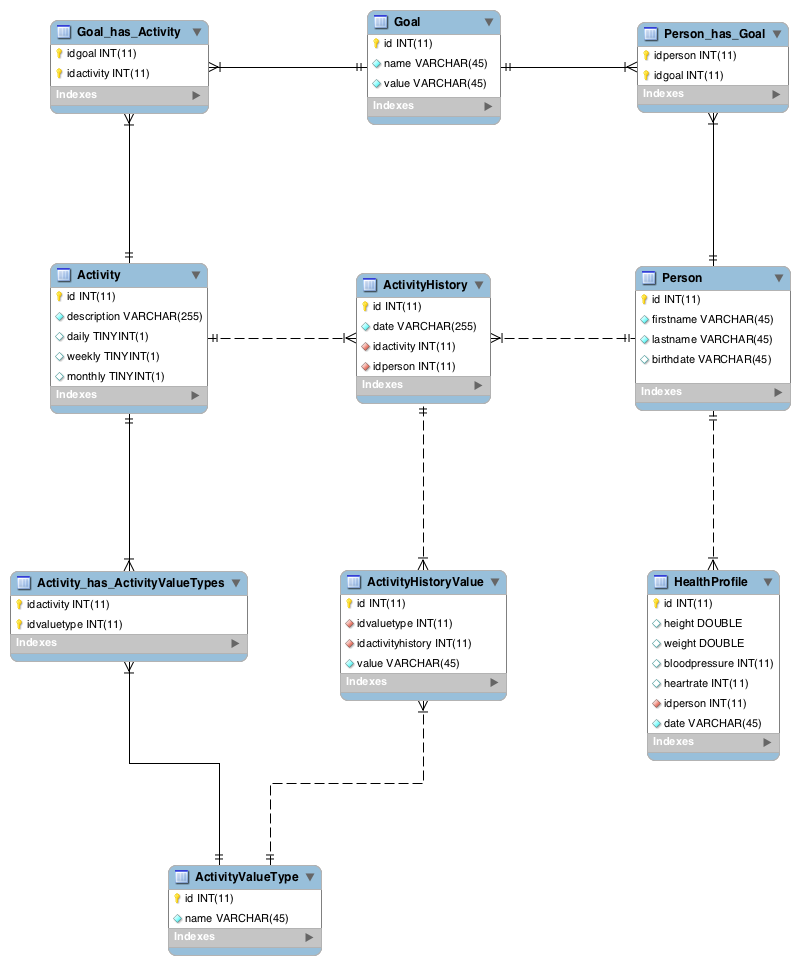 Goal_has_Activity
idgoal INT(11)
idactivity INT(11)
Indexes
Goal
id INT(11)
name VARCHAR(45)
value VARCHAR(45)
Indexes
Person_has_Goal
idperson INT(11)
idgoal INT(11)
Indexes
Activity
id INT(11)
description VARCHAR(255)
daily TINYINT(1)
weekly TINYINT(1)
monthly TINYINT(1)
Indexes
ActivityHistory
id INT(11)
date VARCHAR(255)
idactivity INT(11)
idperson INT(11)
Indexes
Person
id INT(11)
firstname VARCHAR(45)
lastname VARCHAR(45)
birthdate VARCHAR(45)
Indexes
Activity_has_ActivityValueTypes
idactivity INT(11)
idvaluetype INT(11)
Indexes
ActivityHistoryValue
id INT(11)
idvaluetype INT(11)
idactivityhistory INT(11)
value VARCHAR(45)
Indexes
HealthProfile
id INT(11)
height DOUBLE
weight DOUBLE
bloodpressure INT(11)
heartrate INT(11)
idperson INT(11)
date VARCHAR(45)
Indexes
ActivityValueType
id INT(11)
name VARCHAR(45)
Indexes